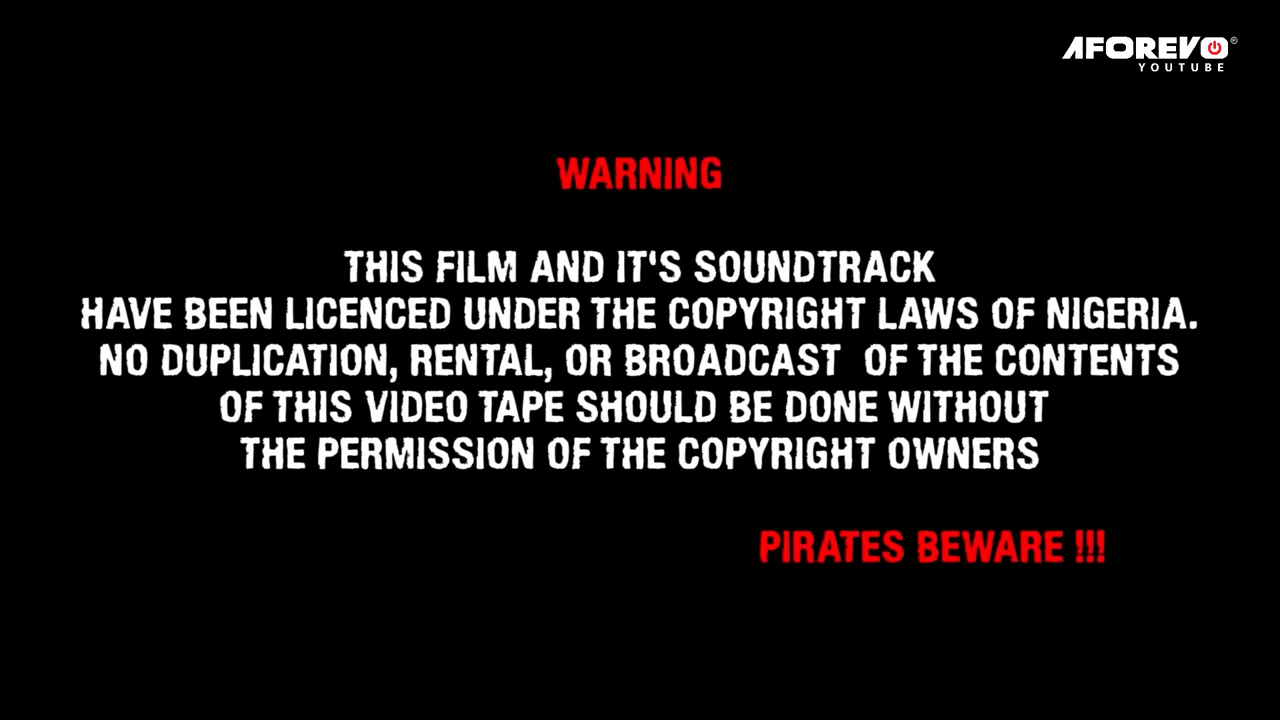 AFOREVO®
YOUTUBE
WARNING
THIS FILM AND IT'S SOUNDTRACK
HAVE BEEN LICENCED UNDER THE COPYRIGHT LAWS OF NIGERIA.
NO DUPLICATION, RENTAL, OR BROADCAST OF THE CONTENTS
OF THIS VIDEO TAPE SHOULD BE DONE WITHOUT
THE PERMISSION OF THE COPYRIGHT OWNERS
PIRATES BEWARE !!!